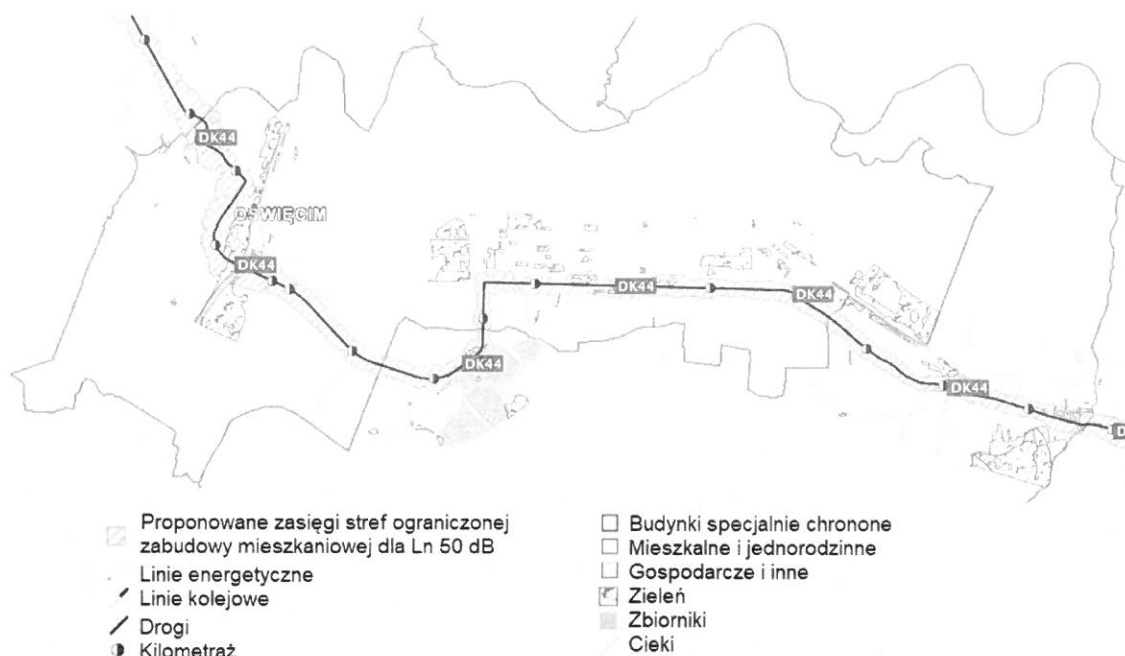 DK44
OŚWIĘCIM
DK44
DK44
DK44
DK44
DK44
D
Proponowane zasięgi stref ograniczonej
zabudowy mieszkaniowej dla Ln 50 dB
Linie energetyczne
Linie kolejowe
Drogi
Kilometraż
Budynki specjalnie chronone
Mieszkalne i jednorodzinne
Gospodarcze i inne
Zieleń
Zbiorniki
Cieki